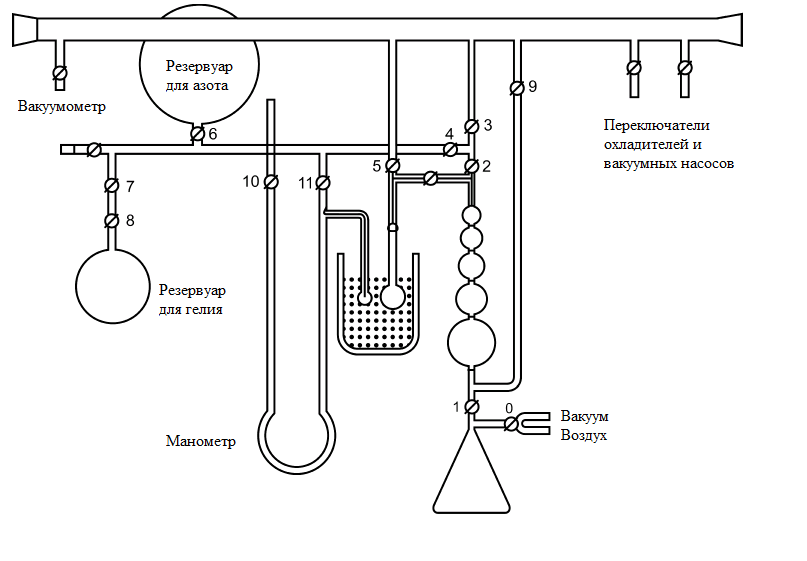 Резервуар
для азота
Вакуумометр
6
9
3
4
Переключатели
охладителей и
вакуумных насосов
5
2
7
10
11
8
Резервуар
для гелия
1
0
Вакуум
Воздух
Манометр